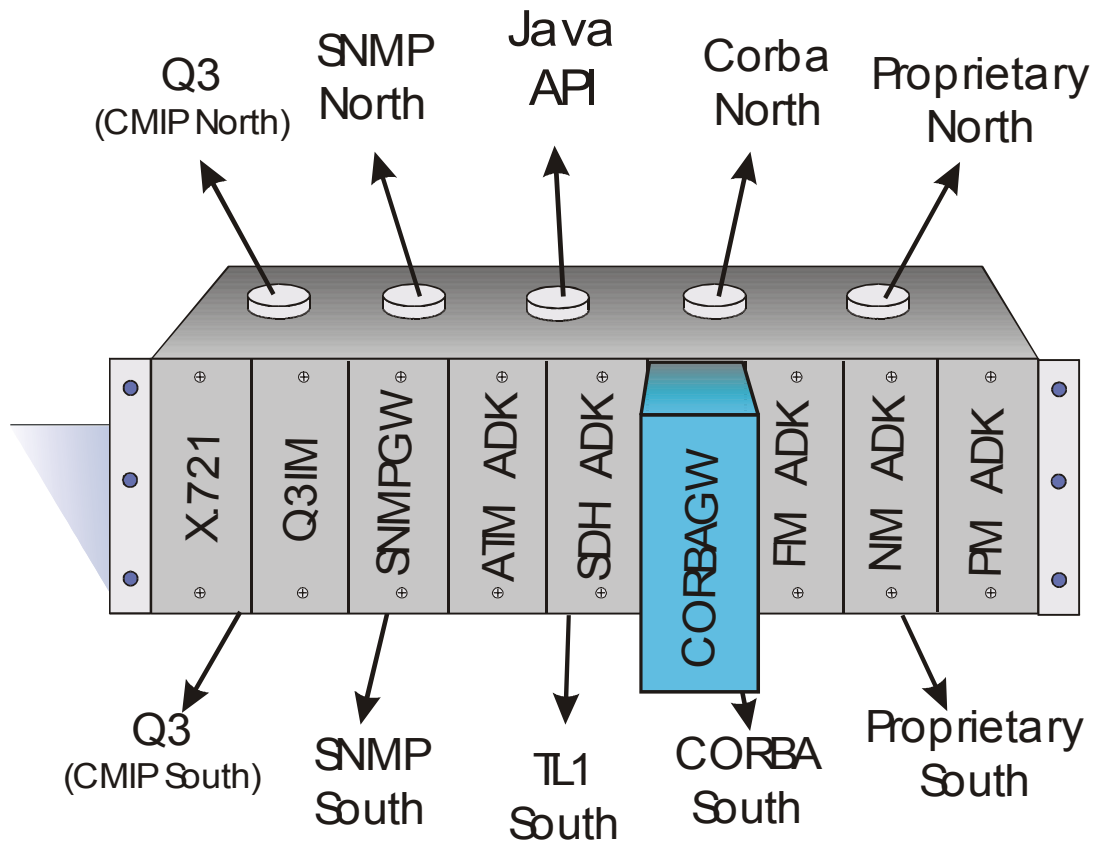 Q3
(CMIP North)
SNMP
North
Java
API
Corba
North
Proprietary
North
X.721
Q3IM
SNMPGW
ATM ADK
SDH ADK
CORBAGW
FM ADK
NM ADK
PM ADK
Q3
(CMIP South)
SNMP
South
TL1
South
CORBA
South
Proprietary
South